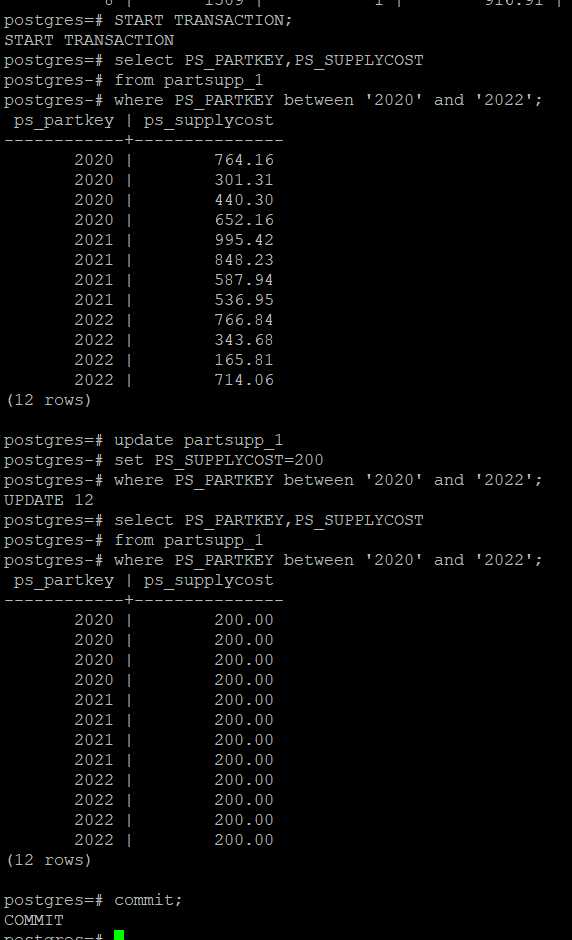 postgres=# START TRANSACTION;
START TRANSACTION
postgres=# select PS_PARTKEY,PS_SUPPLYCOST
postgres-# from partsupp_1
postgres-# where PS_PARTKEY between '2020' and '2022';
 ps_partkey | ps_supplycost
------------+---------------
       2020 |        764.16
       2020 |        301.31
       2020 |        440.30
       2020 |        652.16
       2021 |        995.42
       2021 |        848.23
       2021 |        587.94
       2021 |        536.95
       2022 |        766.84
       2022 |        343.68
       2022 |        165.81
       2022 |        714.06
(12 rows)

postgres=# update partsupp_1
postgres-# set PS_SUPPLYCOST=200
postgres-# where PS_PARTKEY between '2020' and '2022';
UPDATE 12
postgres=# select PS_PARTKEY,PS_SUPPLYCOST
postgres-# from partsupp_1
postgres-# where PS_PARTKEY between '2020' and '2022';
 ps_partkey | ps_supplycost
------------+---------------
       2020 |        200.00
       2020 |        200.00
       2020 |        200.00
       2020 |        200.00
       2021 |        200.00
       2021 |        200.00
       2021 |        200.00
       2021 |        200.00
       2022 |        200.00
       2022 |        200.00
       2022 |        200.00
       2022 |        200.00
(12 rows)

postgres=# commit;
COMMIT
postgres=#